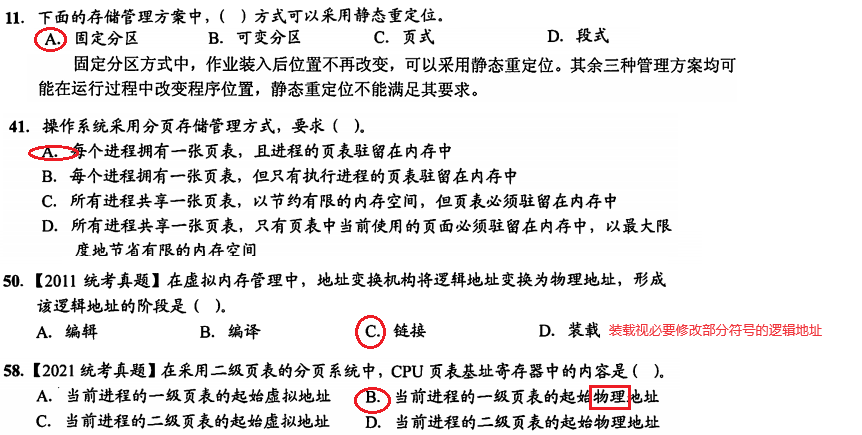 11. 下面的存储管理方案中，（ ）方式可以采用静态重定位。
A. 固定分区 B. 可变分区 C. 页式 D. 段式
固定分区方式中，作业装入后位置不再改变，可以采用静态重定位。其余三种管理方案均可
能在运行过程中改变程序位置，静态重定位不能满足其要求。
41. 操作系统采用分页存储管理方式，要求（ ）。
A. 每个进程拥有一张页表，且进程的页表驻留在内存中
B. 每个进程拥有一张页表，但只有执行进程的页表驻留在内存中
C. 所有进程共享一张页表，以节约有限的内存空间，但页表必须驻留在内存中
D. 所有进程共享一张页表，只有页表中当前使用的页面必须驻留在内存中，以最大限
度地节省有限的内存空间
50. 【2011 统考真题】在虚拟内存管理中，地址变换机构将逻辑地址变换为物理地址，形成
该逻辑地址的阶段是（ ）。
A. 编辑 B. 编译 C. 链接 D. 装载 装载视必要修改部分符号的逻辑地址
58. 【2021 统考真题】在采用二级页表的分页系统中，CPU 页表基址寄存器中的内容是（ ）。
A. 当前进程的一级页表的起始虚拟地址 B. 当前进程的一级页表的起始物理地址
C. 当前进程的二级页表的起始虚拟地址 D. 当前进程的二级页表的起始物理地址